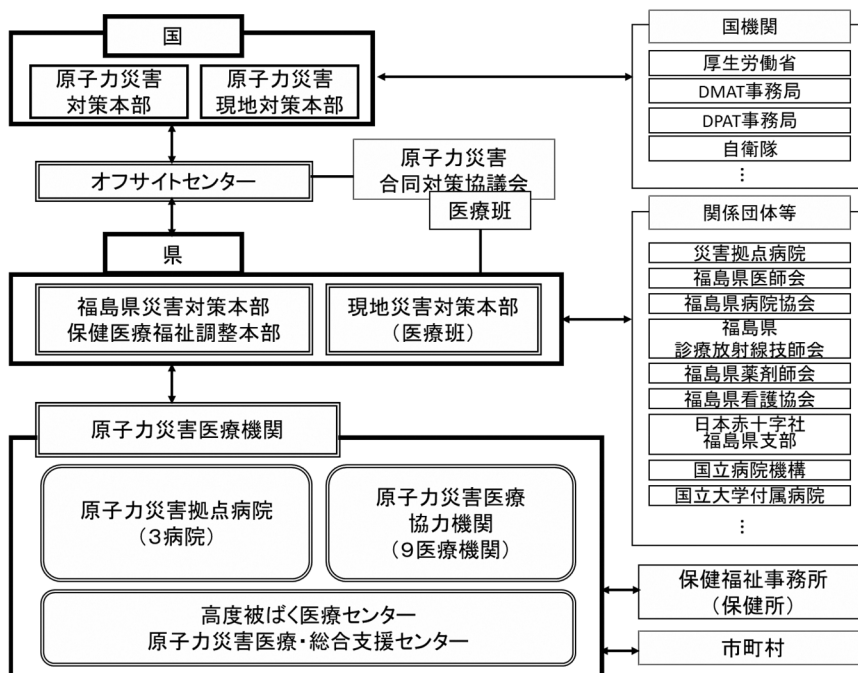 国
原子力災害
対策本部
原子力災害
現地対策本部
オフサイトセンター
原子力災害
合同対策協議会
医療班
県
福島県災害対策本部
保健医療福祉調整本部
現地災害対策本部
（医療班）
原子力災害医療機関
原子力災害拠点病院
（3病院）
原子力災害医療
協力機関
（9医療機関）
高度被ばく医療センター
原子力災害医療・総合支援センター
国機関
厚生労働省
DMAT事務局
DPAT事務局
自衛隊
…
関係団体等
災害拠点病院
福島県医師会
福島県病院協会
福島県
診療放射線技師会
福島県薬剤師会
福島県看護協会
日本赤十字社
福島県支部
国立病院機構
国立大学付属病院
…
保健福祉事務所
（保健所）
市町村